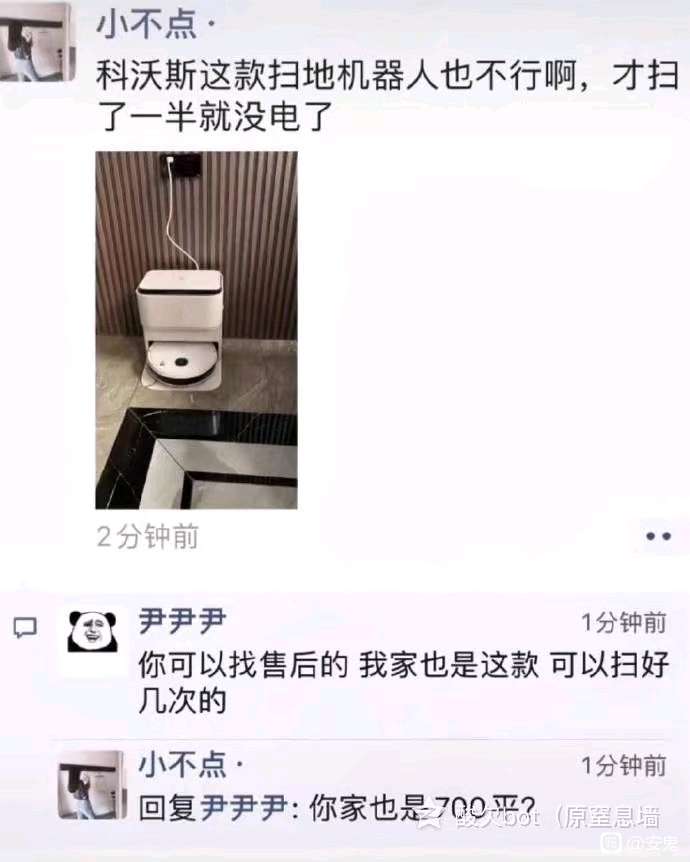 小不点·
科沃斯这款扫地机器人也不行啊，才扫
了一半就没电了
2分钟前
尹尹尹
1分钟前
你可以找售后的 我家也是这款 可以扫好
几次的
小不点·
1分钟前
回复尹尹尹: 你家也是700平?
bot（原窒息墙
@安鬼